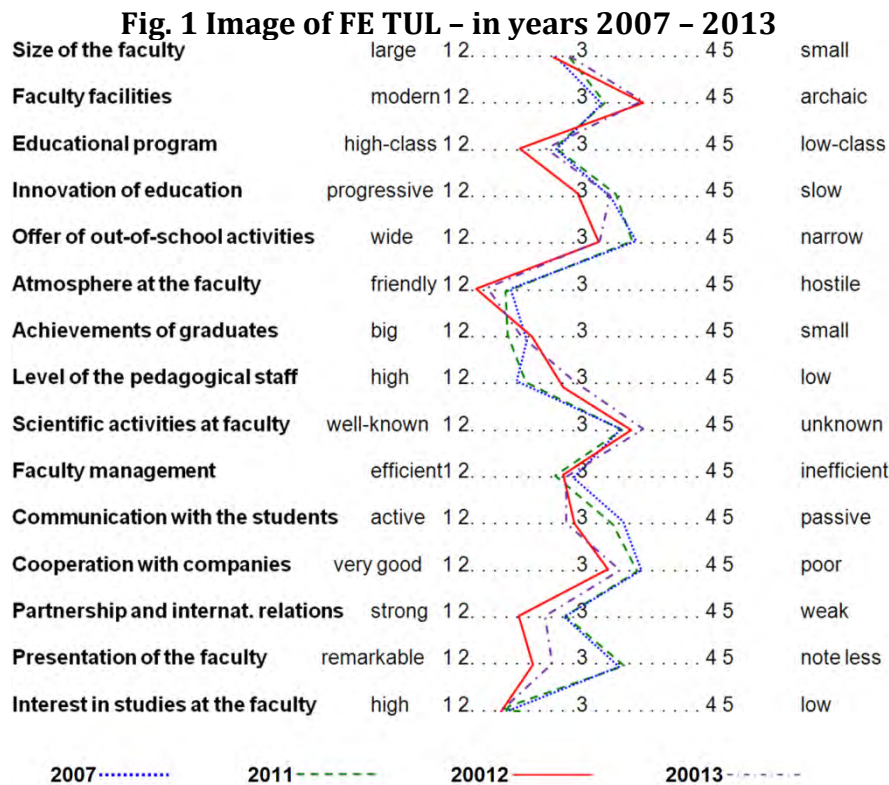 Fig. 1 Image of FE TUL – in years 2007 – 2013
Size of the faculty large 1 2. . . . . . . . . . .3. . . . . . . . . . . 4 5 small
Faculty facilities modern 1 2. . . . . . . . . . .3. . . . . . . . . . . 4 5 archaic
Educational program high-class 1 2. . . . . . . . . . .3. . . . . . . . . . . 4 5 low-class
Innovation of education progressive 1 2. . . . . . . . . . .3. . . . . . . . . . . 4 5 slow
Offer of out-of-school activities wide 1 2. . . . . . . . . . .3. . . . . . . . . . . 4 5 narrow
Atmosphere at the faculty friendly 1 2. . . . . . . . . . .3. . . . . . . . . . . 4 5 hostile
Achievements of graduates big 1 2. . . . . . . . . . .3. . . . . . . . . . . 4 5 small
Level of the pedagogical staff high 1 2. . . . . . . . . . .3. . . . . . . . . . . 4 5 low
Scientific activities at faculty well-known 1 2. . . . . . . . . . .3. . . . . . . . . . . 4 5 unknown
Faculty management efficient 1 2. . . . . . . . . . .3. . . . . . . . . . . 4 5 inefficient
Communication with the students active 1 2. . . . . . . . . . .3. . . . . . . . . . . 4 5 passive
Cooperation with companies very good 1 2. . . . . . . . . . .3. . . . . . . . . . . 4 5 poor
Partnership and internat. relations strong 1 2. . . . . . . . . . .3. . . . . . . . . . . 4 5 weak
Presentation of the faculty remarkable 1 2. . . . . . . . . . .3. . . . . . . . . . . 4 5 note less
Interest in studies at the faculty high 1 2. . . . . . . . . . .3. . . . . . . . . . . 4 5 low
2007 2011 20012 20013